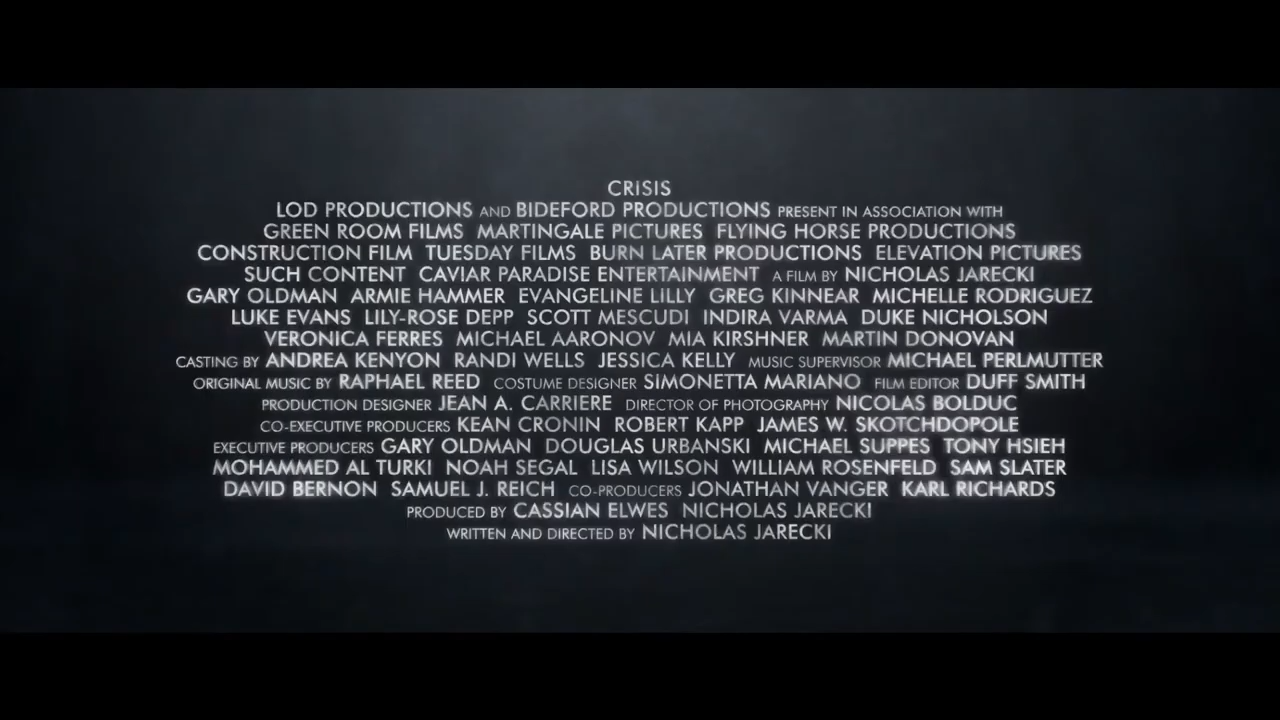 CRISIS
LOD PRODUCTIONS AND BIDEFORD PRODUCTIONS PRESENT IN ASSOCIATION WITH
GREEN ROOM FILMS MARTINGALE PICTURES FLYING HORSE PRODUCTIONS
CONSTRUCTION FILM TUESDAY FILMS BURN LATER PRODUCTIONS ELEVATION PICTURES
SUCH CONTENT CAVIAR PARADISE ENTERTAINMENT A FILM BY NICHOLAS JARECKI
GARY OLDMAN ARMIE HAMMER EVANGELINE LILLY GREG KINNEAR MICHELLE RODRIGUEZ
LUKE EVANS LILY-ROSE DEPP SCOTT MESCUDI INDIRA VARMA DUKE NICHOLSON
VERONICA FERRES MICHAEL AARONOV MIA KIRSHNER MARTIN DONOVAN
CASTING BY ANDREA KENYON RANDI WELLS JESSICA KELLY MUSIC SUPERVISOR MICHAEL PERLMUTTER
ORIGINAL MUSIC BY RAPHAEL REED COSTUME DESIGNER SIMONETTA MARIANO FILM EDITOR DUFF SMITH
PRODUCTION DESIGNER JEAN A. CARRIERE DIRECTOR OF PHOTOGRAPHY NICOLAS BOLDUC
CO-EXECUTIVE PRODUCERS KEAN CRONIN ROBERT KAPP JAMES W. SKOTCHDOPOLE
EXECUTIVE PRODUCERS GARY OLDMAN DOUGLAS URBANSKI MICHAEL SUPPES TONY HSIEH
MOHAMMED AL TURKI NOAH SEGAL LISA WILSON WILLIAM ROSENFELD SAM SLATER
DAVID BERNON SAMUEL J. REICH CO-PRODUCERS JONATHAN VANGER KARL RICHARDS
PRODUCED BY CASSIAN ELWES NICHOLAS JARECKI
WRITTEN AND DIRECTED BY NICHOLAS JARECKI